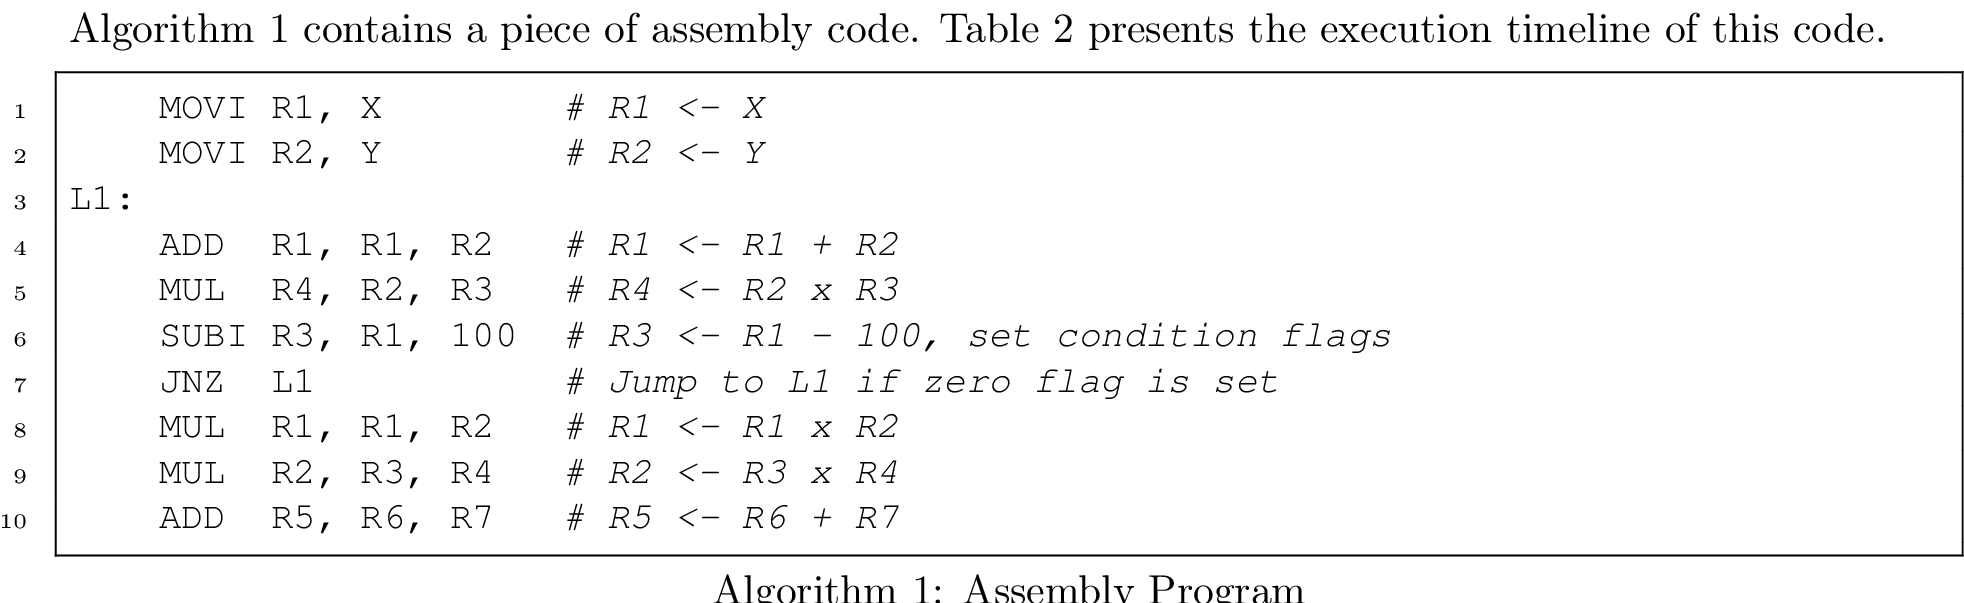 Algorithm 1 contains a piece of assembly code. Table 2 presents the execution timeline of this code.
1 MOVI R1, X # R1 <- X
2 MOVI R2, Y # R2 <- Y
3 L1:
4 ADD R1, R1, R2 # R1 <- R1 + R2
5 MUL R4, R2, R3 # R4 <- R2 x R3
6 SUBI R3, R1, 100 # R3 <- R1 - 100, set condition flags
7 JNZ L1 # Jump to L1 if zero flag is set
8 MUL R1, R1, R2 # R1 <- R1 x R2
9 MUL R2, R3, R4 # R2 <- R3 x R4
10 ADD R5, R6, R7 # R5 <- R6 + R7
Algorithm 1: Assembly Program